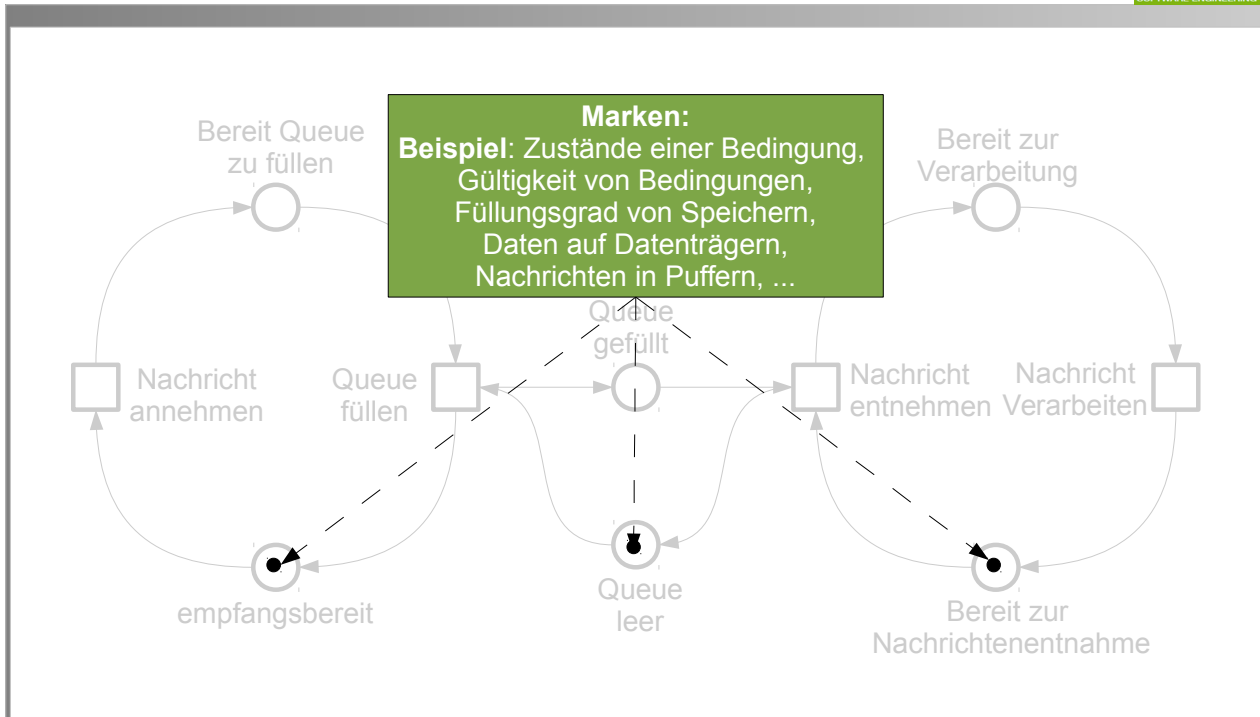 SOFTWARE ENGINEERING
Marken:
Beispiel: Zustände einer Bedingung,
Gültigkeit von Bedingungen,
Füllungsgrad von Speichern,
Daten auf Datenträgern,
Nachrichten in Puffern, ...
Bereit Queue
zu füllen
Bereit zur
Verarbeitung
Queue
gefüllt
Nachricht
annehmen
Queue
füllen
Nachricht
entnehmen
Nachricht
Verarbeiten
empfangsbereit
Queue
leer
Bereit zur
Nachrichtenentnahme